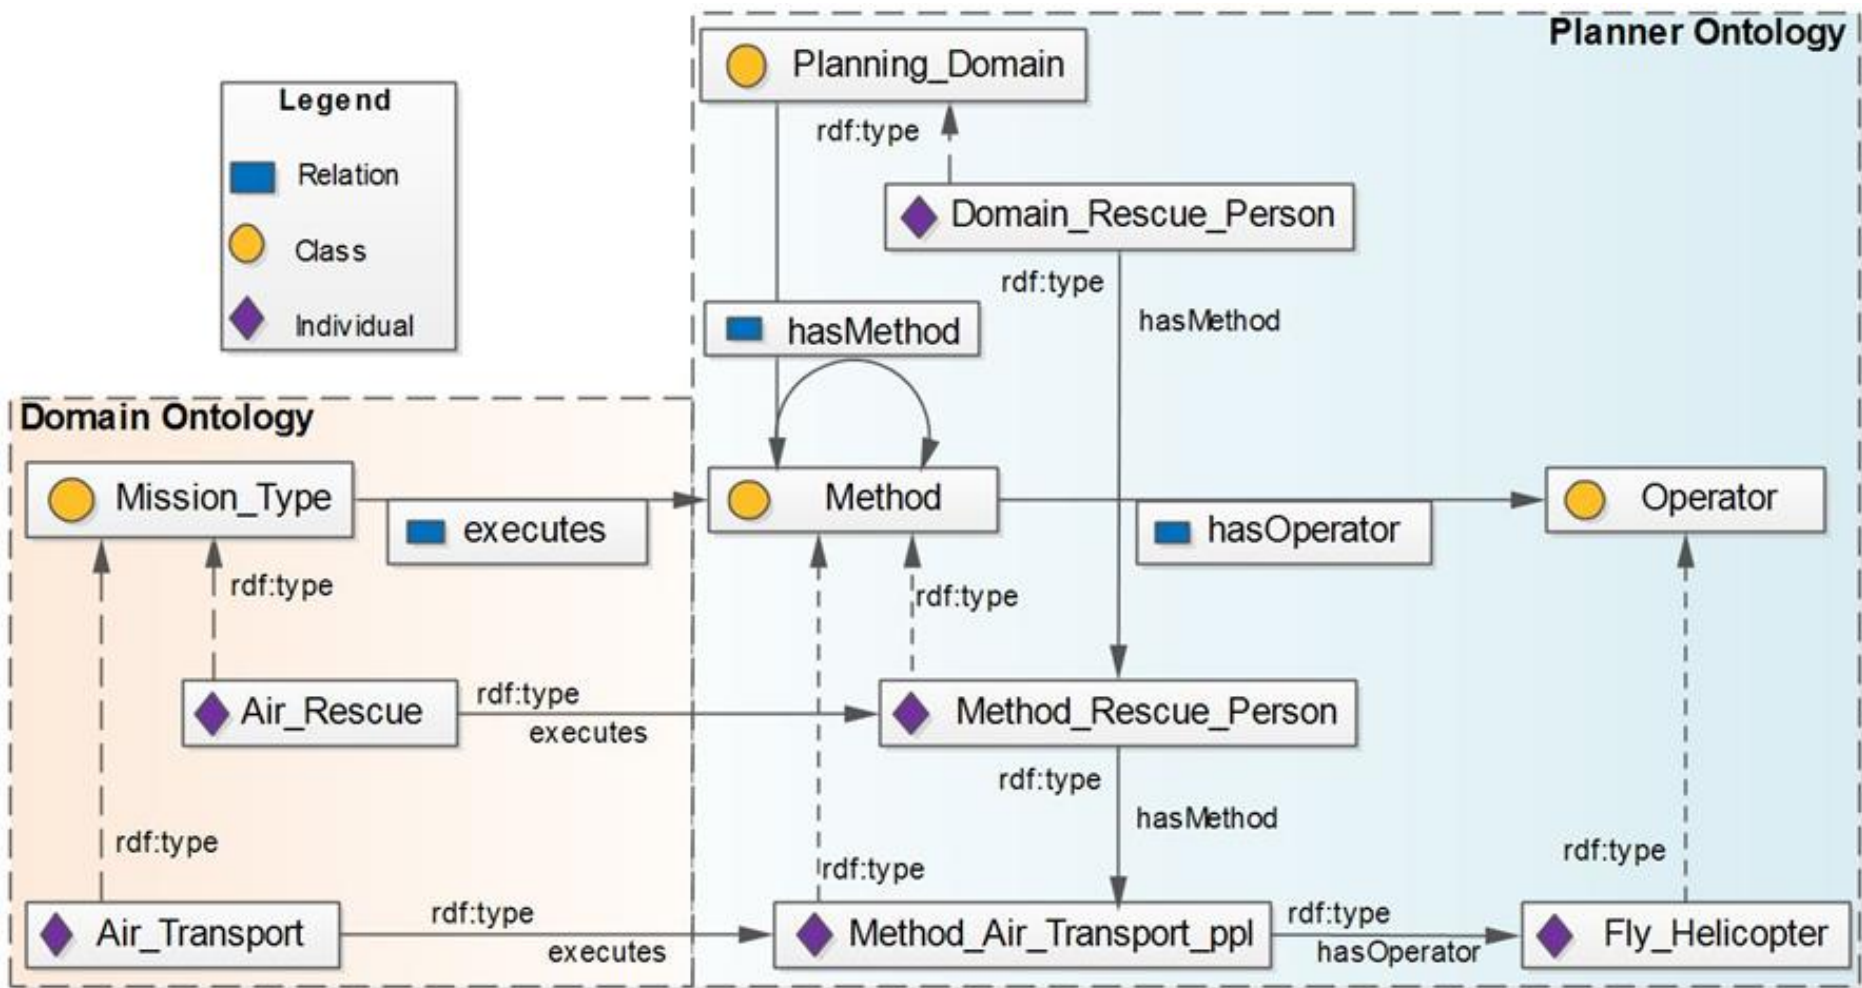 Planner Ontology
Planning_Domain
Legend
Relation
Class
Individual
rdf:type
Domain_Rescue_Person
rdf:type
hasMethod
hasMethod
Domain Ontology
Mission_Type
executes
Method
hasOperator
Operator
rdf:type
rdf:type
Air_Rescue
rdf:type
executes
Method_Rescue_Person
rdf:type
hasMethod
rdf:type
rdf:type
rdf:type
Air_Transport
rdf:type
executes
Method_Air_Transport_ppl
rdf:type
hasOperator
Fly_Helicopter